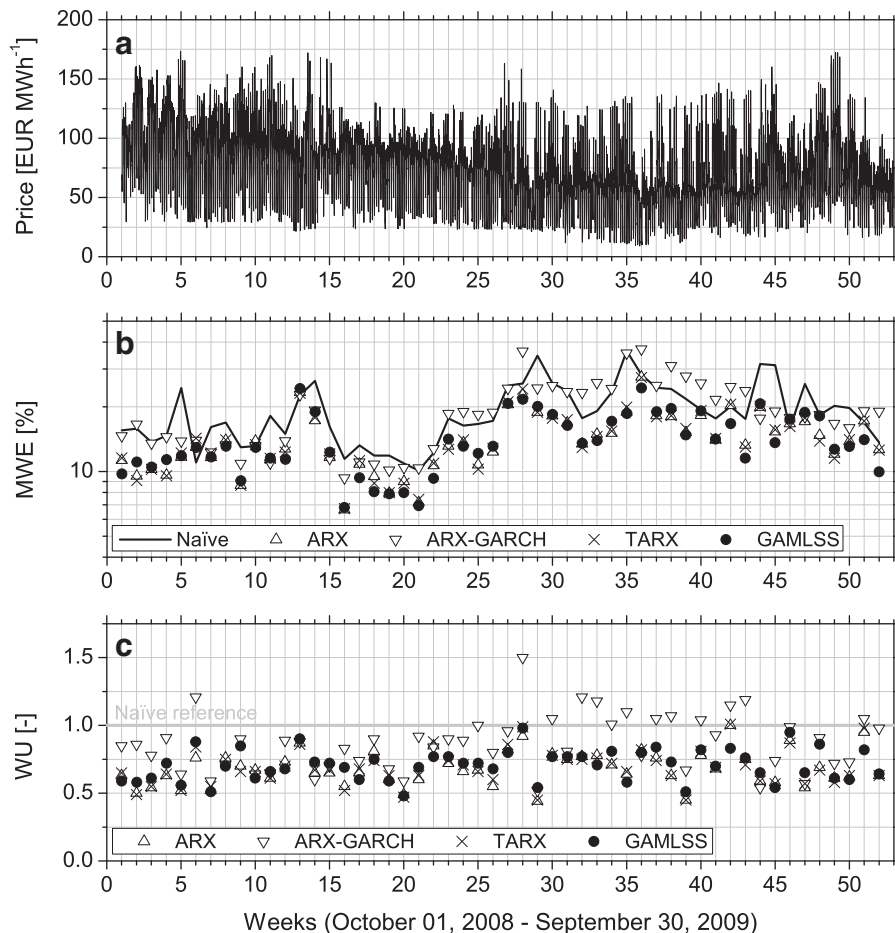 a
Price [EUR MWh-1]
200
150
100
50
0
0 5 10 15 20 25 30 35 40 45 50
b
MWE [%]
10
Naïve ARX ARX-GARCH TARX GAMLSS
0 5 10 15 20 25 30 35 40 45 50
c
WU [-]
1.5
1.0
0.5
0.0
Naïve reference
ARX ARX-GARCH TARX GAMLSS
0 5 10 15 20 25 30 35 40 45 50
Weeks (October 01, 2008 - September 30, 2009)